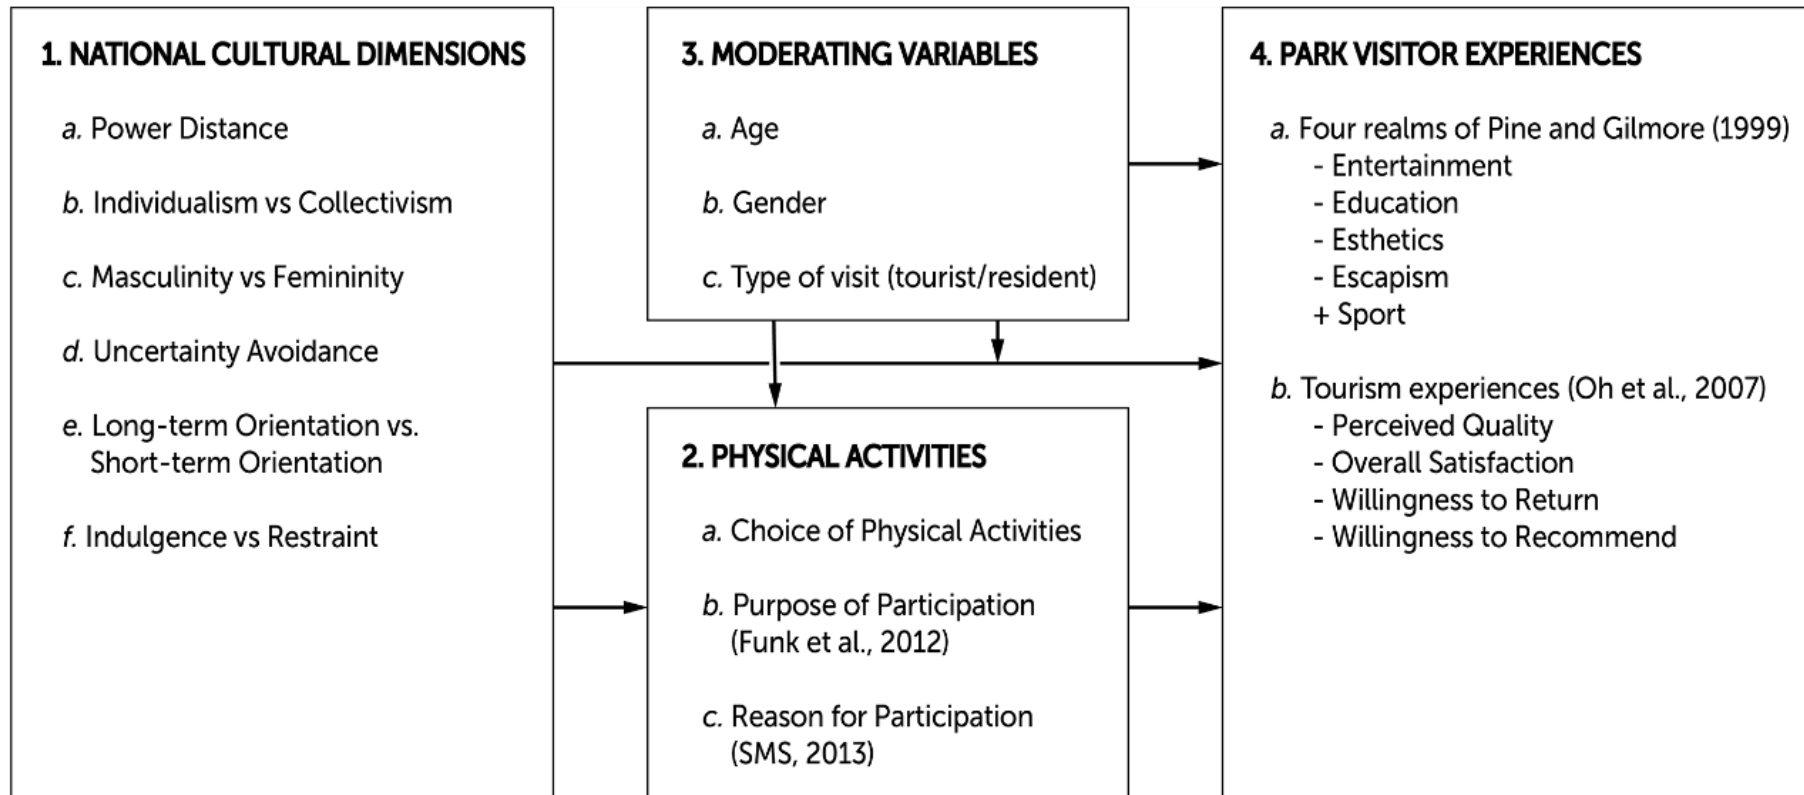 1. NATIONAL CULTURAL DIMENSIONS
a. Power Distance
b. Individualism vs Collectivism
c. Masculinity vs Femininity
d. Uncertainty Avoidance
e. Long-term Orientation vs.
Short-term Orientation
f. Indulgence vs Restraint
3. MODERATING VARIABLES
a. Age
b. Gender
c. Type of visit (tourist/resident)
2. PHYSICAL ACTIVITIES
a. Choice of Physical Activities
b. Purpose of Participation
(Funk et al., 2012)
c. Reason for Participation
(SMS, 2013)
4. PARK VISITOR EXPERIENCES
a. Four realms of Pine and Gilmore (1999)
- Entertainment
- Education
- Esthetics
- Escapism
+ Sport
b. Tourism experiences (Oh et al., 2007)
- Perceived Quality
- Overall Satisfaction
- Willingness to Return
- Willingness to Recommend